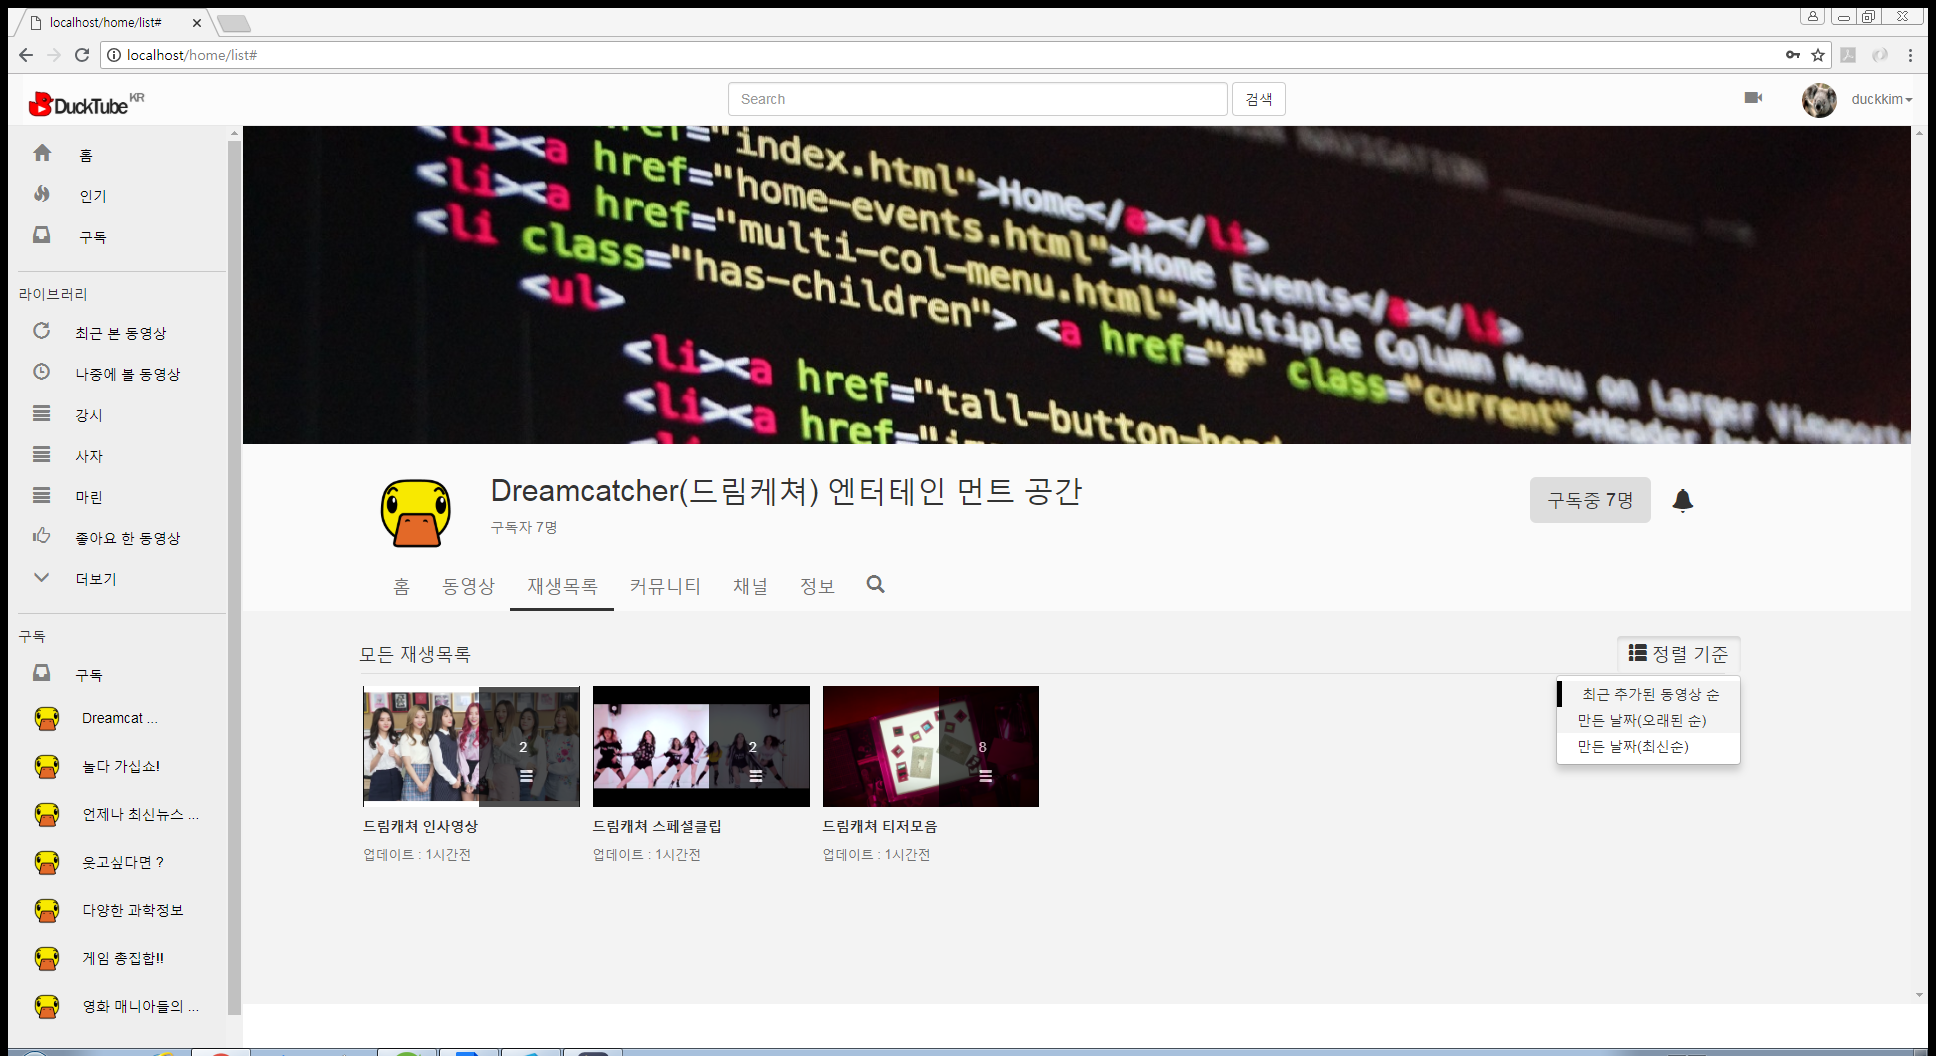 localhost/home/list#
localhost/home/list#
DuckTube KR
Search
검색
duckkim
홈
인기
구독
라이브러리
최근 본 동영상
나중에 볼 동영상
강시
사자
마린
좋아요 한 동영상
더보기
구독
구독
Dreamcat ...
놀다 가십쇼!
언제나 최신뉴스 ...
웃고싶다면 ?
다양한 과학정보
게임 총집합!!
영화 매니아들의 ...
<li><a href="index.html">Home</a></li>
<li><a href="home-events.html">Home Events</a></li>
<li class="has-children"> <a href="#" class="current">
"multi-col-menu.html">Multiple Column Menu on Larger Viewports
<ul>
<li><a href="tall-button-head
<li><a href=
Dreamcatcher(드림케쳐) 엔터테인 먼트 공간
구독자 7명
구독중 7명
홈 동영상 재생목록 커뮤니티 채널 정보
모든 재생목록
정렬 기준
최근 추가된 동영상 순
만든 날짜(오래된 순)
만든 날짜(최신순)
2
2
8
드림캐쳐 인사영상
업데이트 : 1시간전
드림캐쳐 스페셜클립
업데이트 : 1시간전
드림캐쳐 티저모음
업데이트 : 1시간전